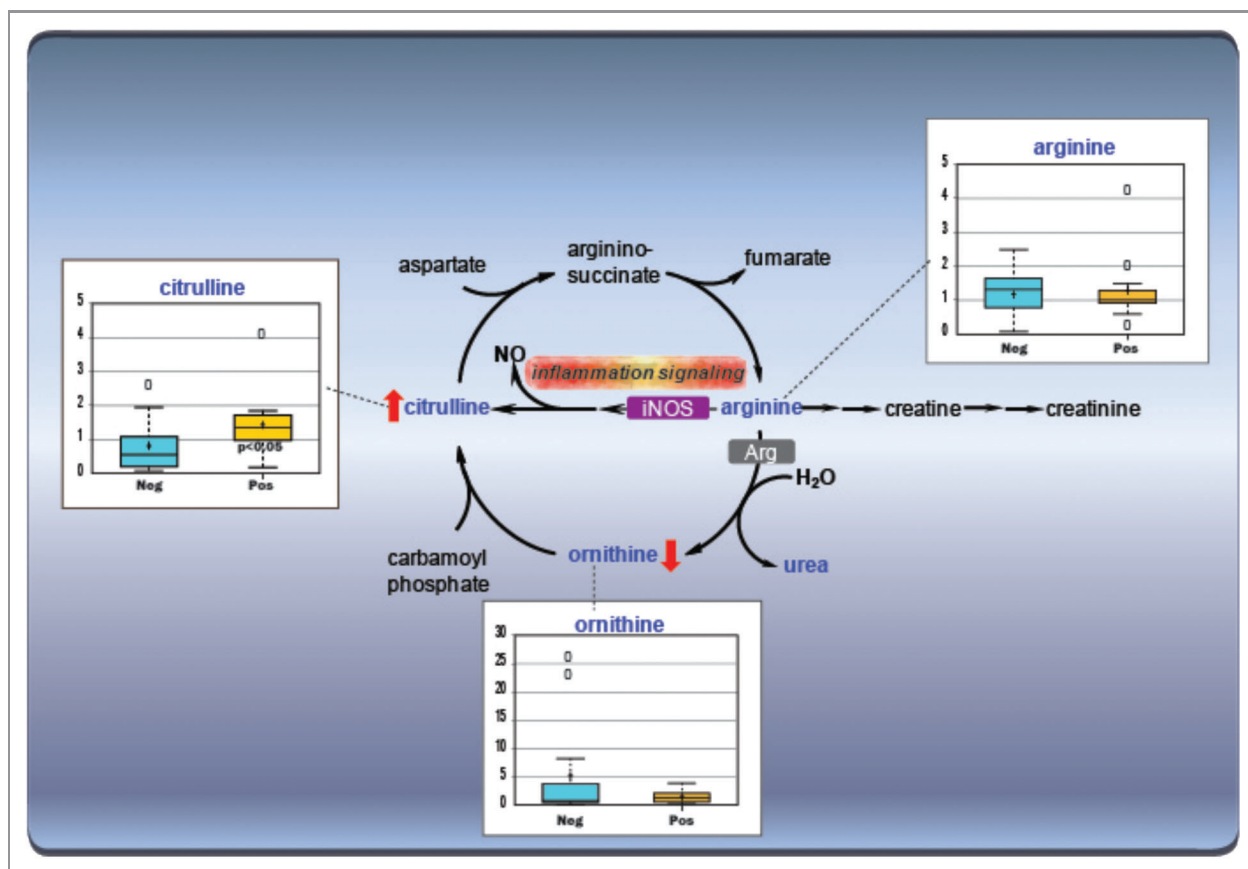 arginine
5
4
3
2
1
0
Neg
Pos
arginino-
succinate
aspartate
fumarate
citrulline
5
4
3
2
1
0
p<0.05
Neg
Pos
NO
inflammation signaling
citrulline
iNOS
arginine
creatine
creatinine
Arg
H₂O
carbamoyl
phosphate
ornithine
urea
ornithine
30
25
20
15
10
5
0
Neg
Pos